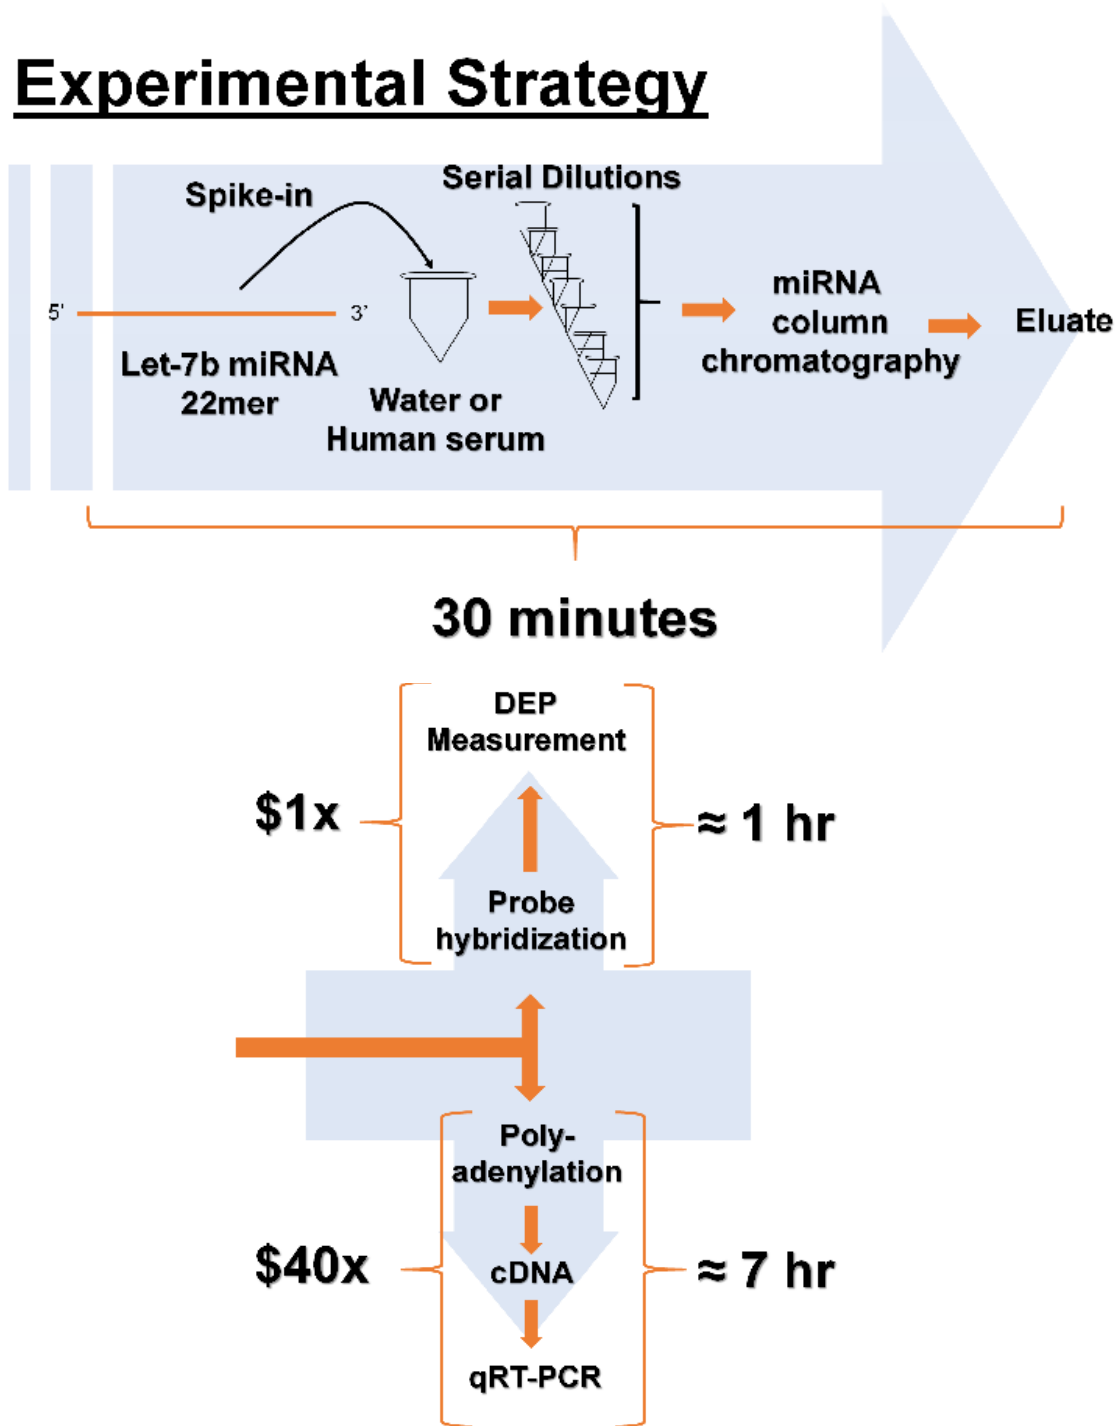 Experimental Strategy
Spike-in
Serial Dilutions
5'
3'
Let-7b miRNA
22mer
Water or
Human serum
miRNA
column
chromatography
Eluate
30 minutes
DEP
Measurement
$1x
≈ 1 hr
Probe
hybridization
Poly-
adenylation
$40x
cDNA
≈ 7 hr
qRT-PCR